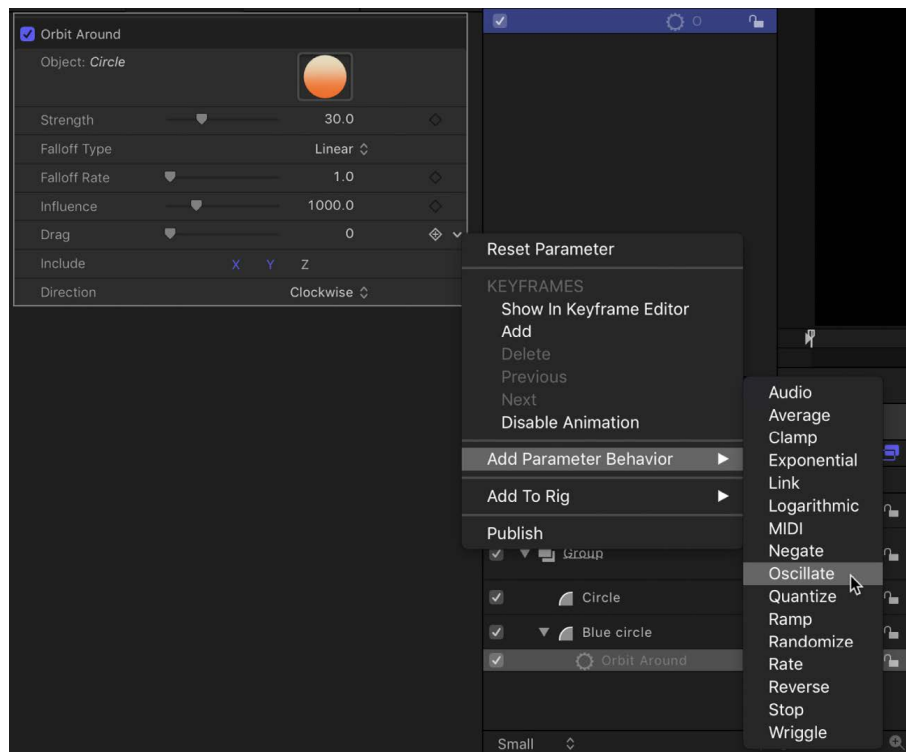 Orbit Around
O
Object: Circle
Strength 30.0
Falloff Type Linear
Falloff Rate 1.0
Influence 1000.0
Drag 0
Include X Y Z
Direction Clockwise
Reset Parameter
KEYFRAMES
Show In Keyframe Editor
Add
Delete
Previous
Next
Disable Animation
Add Parameter Behavior
Add To Rig
Publish
Audio
Average
Clamp
Exponential
Link
Logarithmic
MIDI
Negate
Oscillate
Quantize
Ramp
Randomize
Rate
Reverse
Stop
Wriggle
Group
Circle
Blue circle
Orbit Around
Small